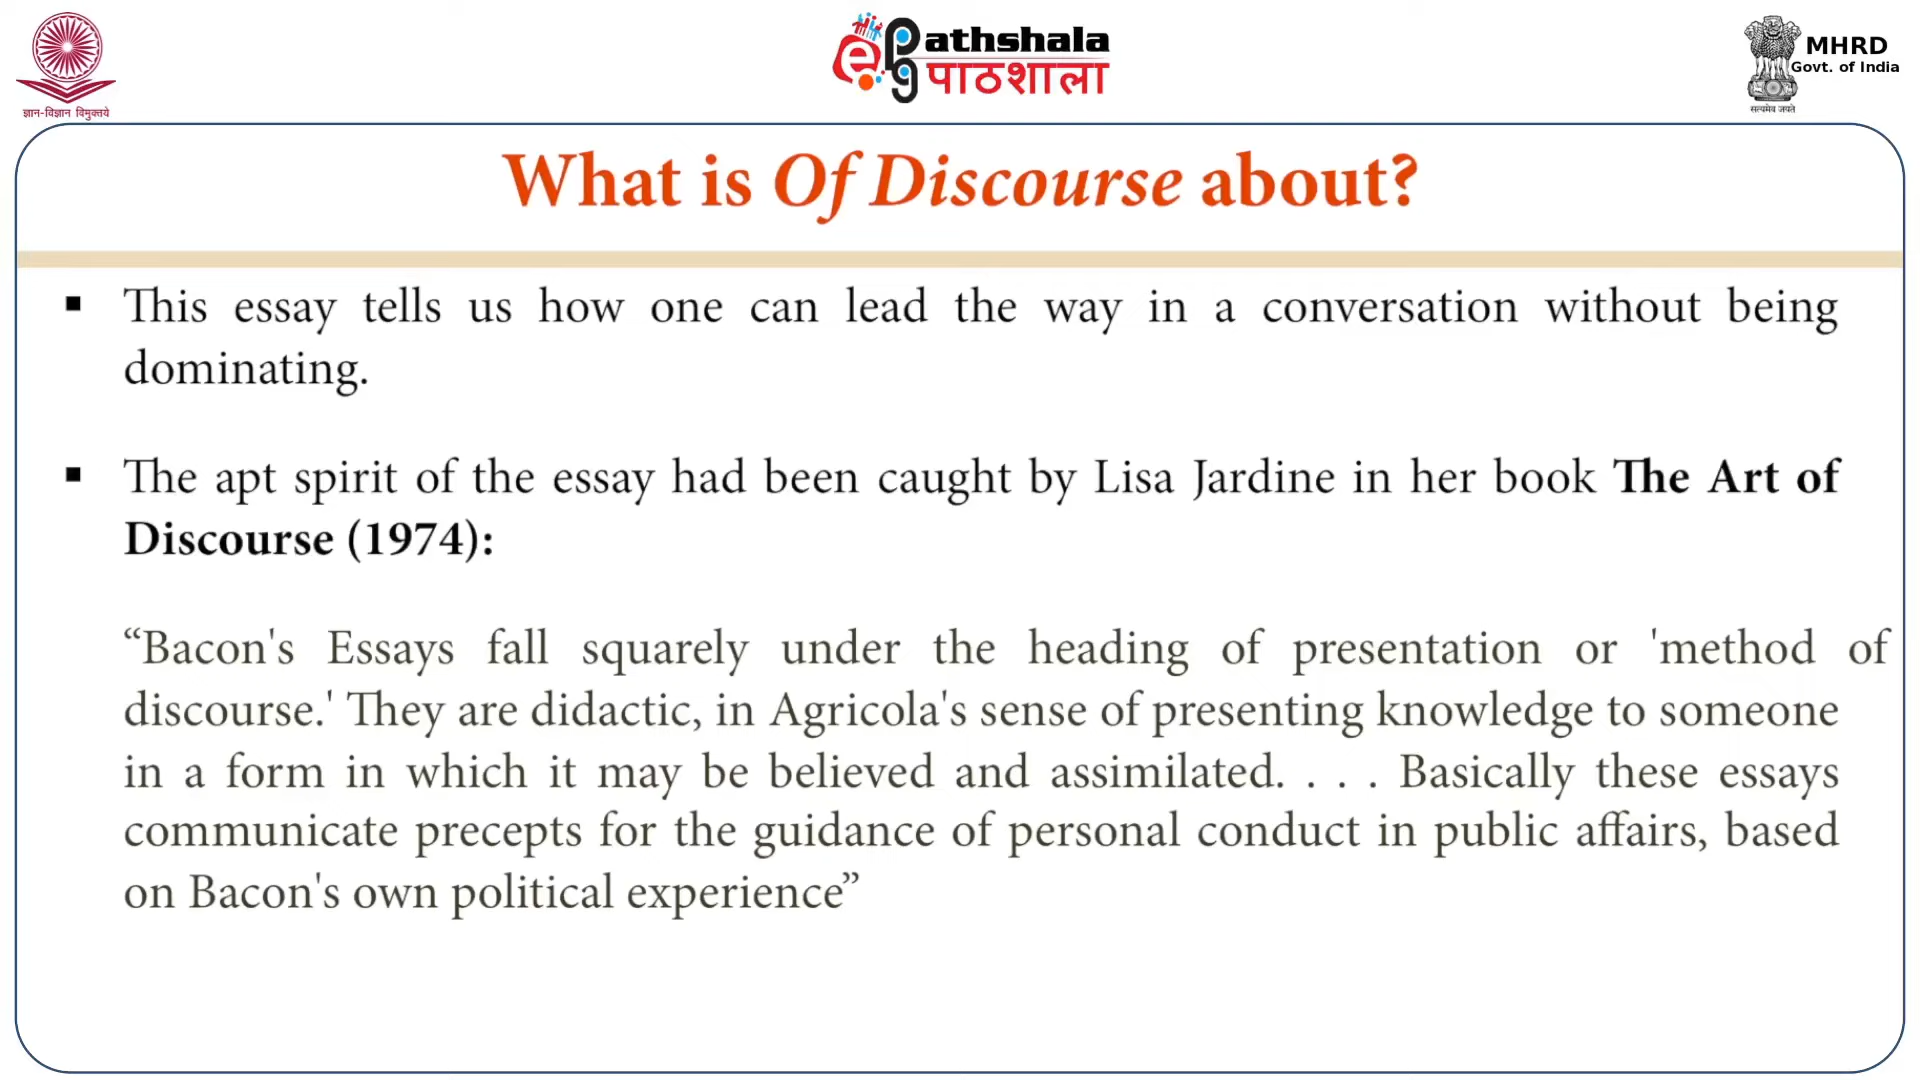 ज्ञान-विज्ञान विमुक्तये
e
PG
athshala
पाठशाला
MHRD
Govt. of India
सत्यमेव जयते
What is Of Discourse about?
This essay tells us how one can lead the way in a conversation without being
dominating.
The apt spirit of the essay had been caught by Lisa Jardine in her book The Art of
Discourse (1974):
“Bacon's Essays fall squarely under the heading of presentation or 'method of
discourse.' They are didactic, in Agricola's sense of presenting knowledge to someone
in a form in which it may be believed and assimilated. . . . Basically these essays
communicate precepts for the guidance of personal conduct in public affairs, based
on Bacon's own political experience”